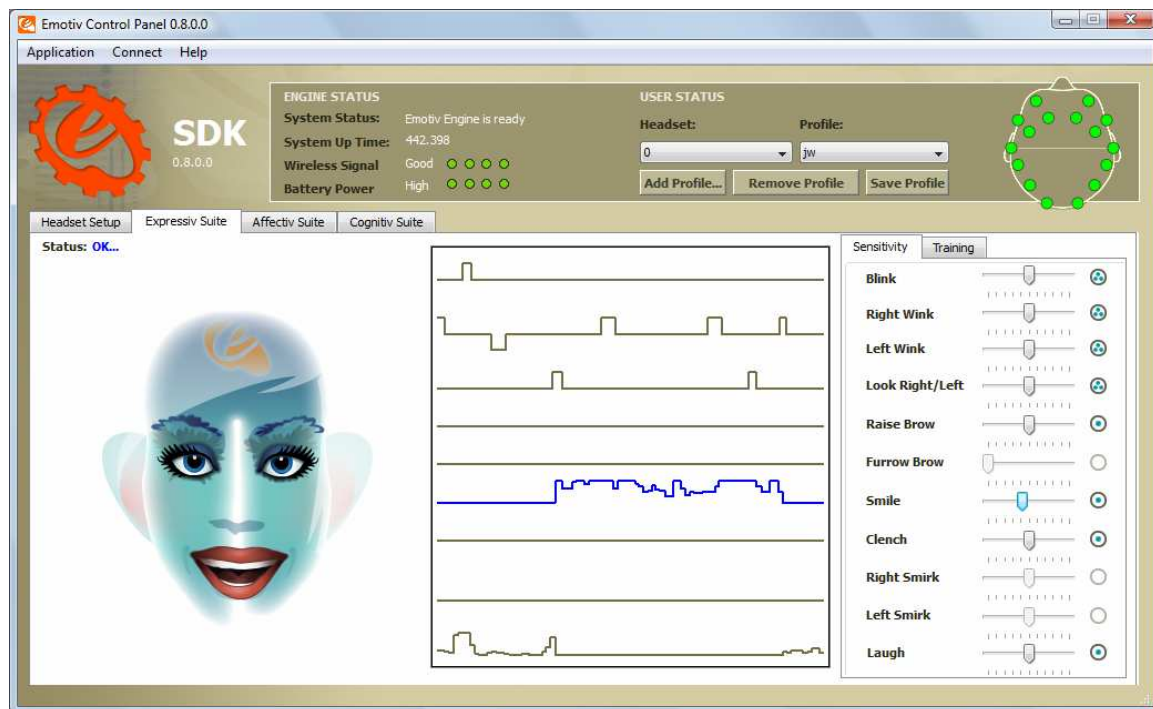 Emotiv Control Panel 0.8.0.0
Application Connect Help
SDK
0.8.0.0
ENGINE STATUS
System Status: Emotiv Engine is ready
System Up Time: 442.398
Wireless Signal Good
Battery Power High
USER STATUS
Headset: Profile:
0 jw
Add Profile... Remove Profile Save Profile
Headset Setup Expressiv Suite Affectiv Suite Cognitiv Suite
Status: OK...
Sensitivity Training
Blink
Right Wink
Left Wink
Look Right/Left
Raise Brow
Furrow Brow
Smile
Clench
Right Smirk
Left Smirk
Laugh